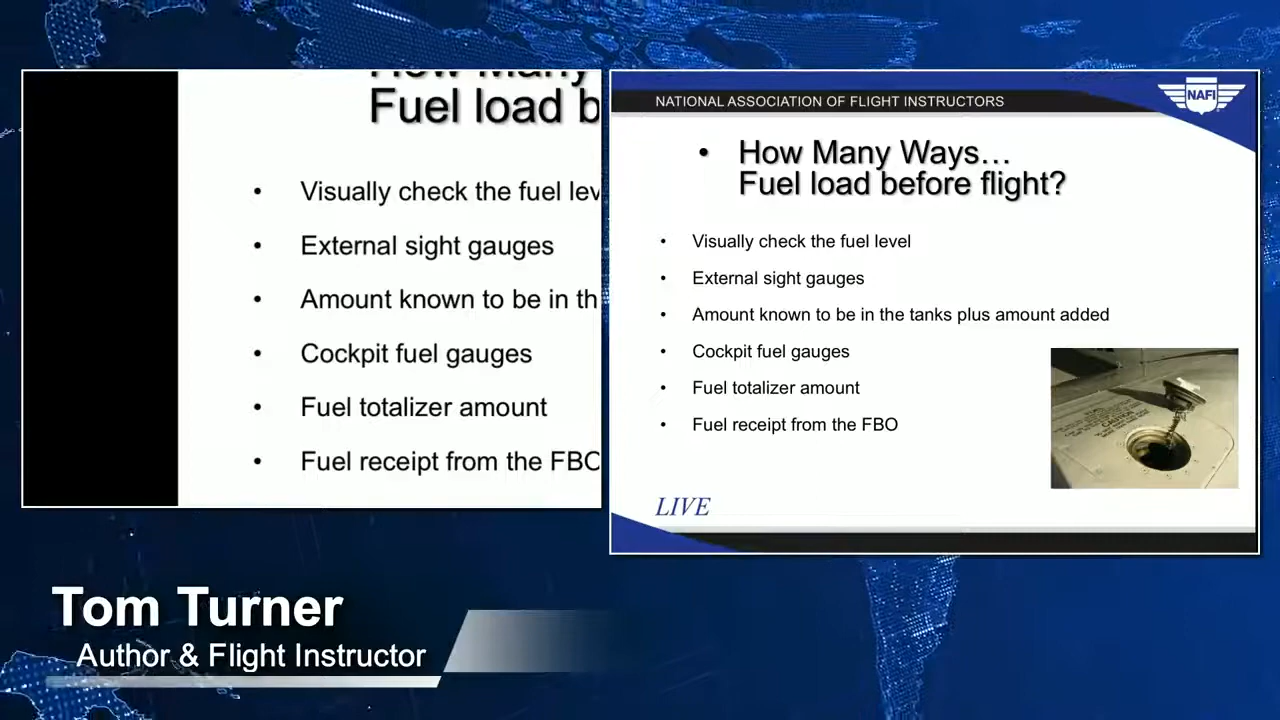 How Many
Fuel load b
• Visually check the fuel lev
• External sight gauges
• Amount known to be in th
• Cockpit fuel gauges
• Fuel totalizer amount
• Fuel receipt from the FBO
NATIONAL ASSOCIATION OF FLIGHT INSTRUCTORS
NAFI
• How Many Ways…
Fuel load before flight?
• Visually check the fuel level
• External sight gauges
• Amount known to be in the tanks plus amount added
• Cockpit fuel gauges
• Fuel totalizer amount
• Fuel receipt from the FBO
LIVE
Tom Turner
Author & Flight Instructor